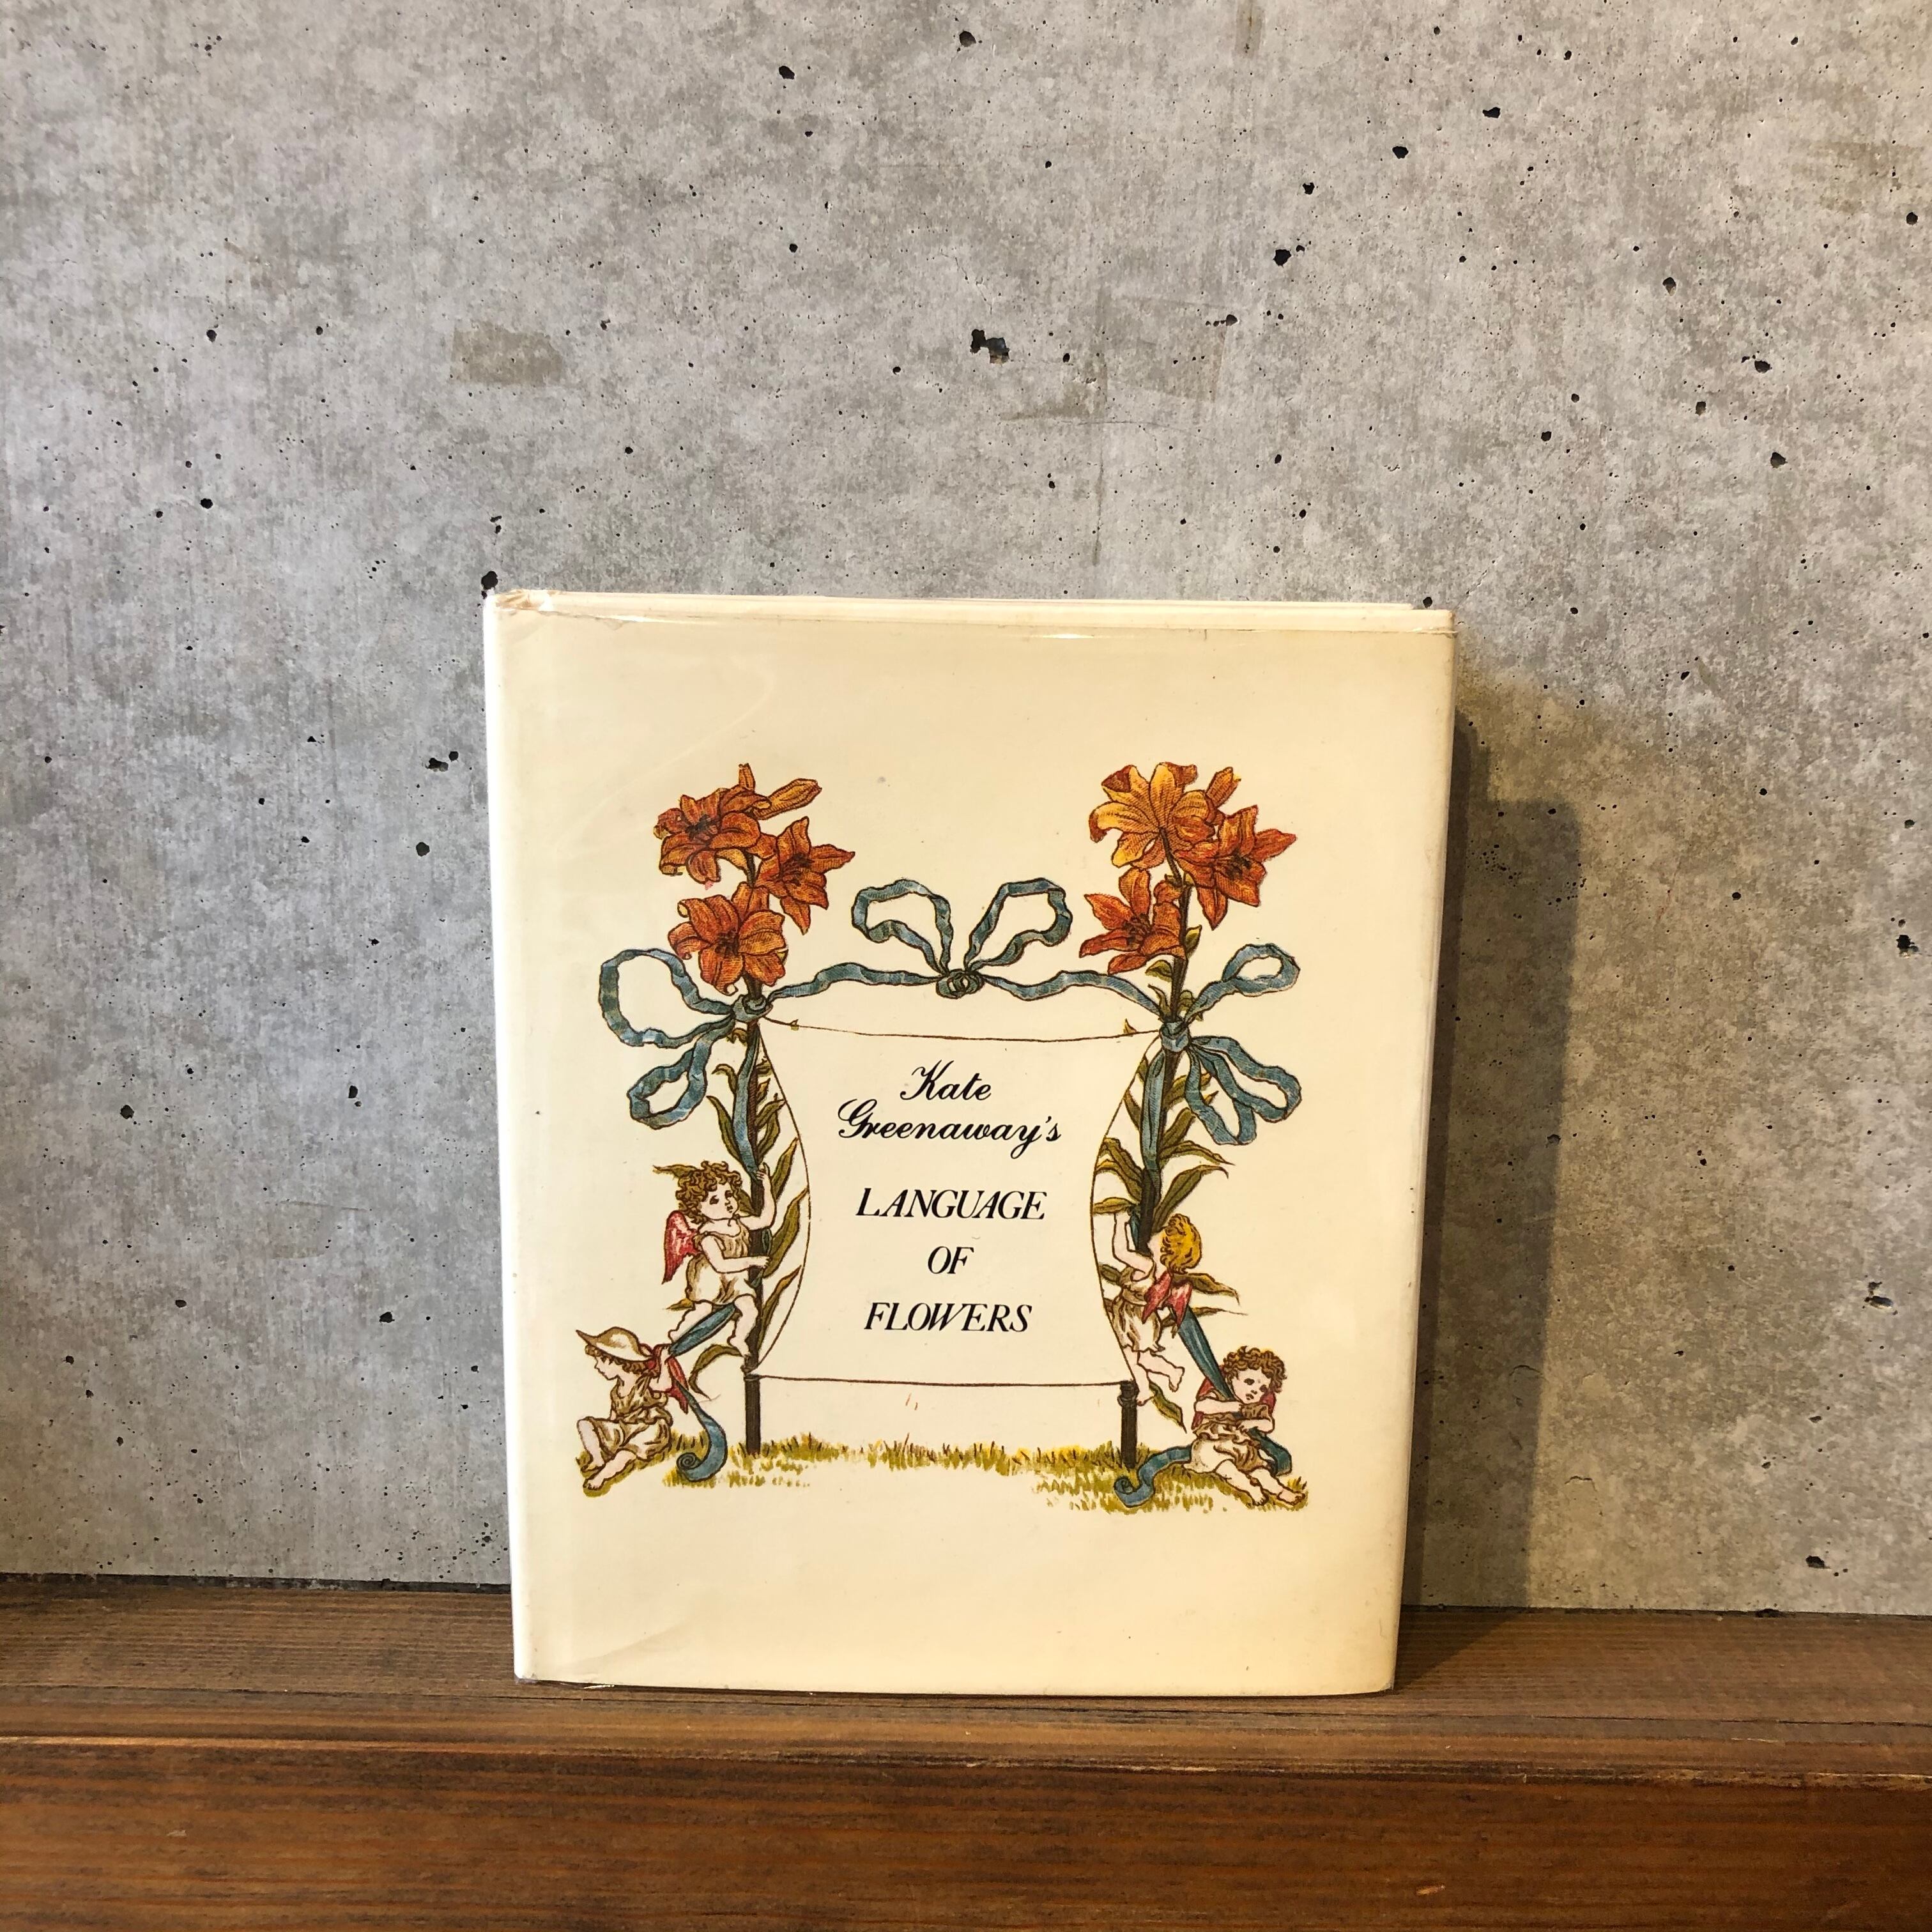 Kate
Greenaway's
LANGUAGE
OF
FLOWERS